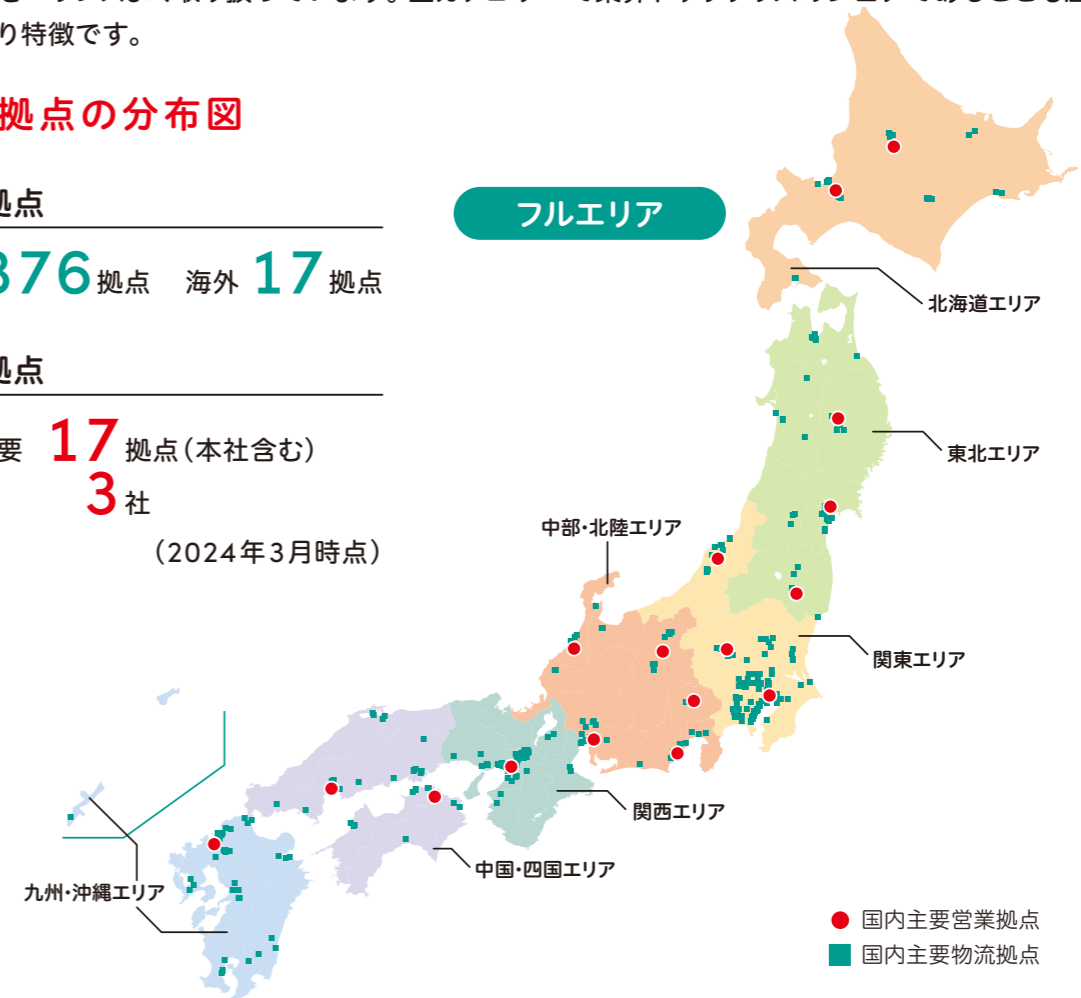 り特徴です。
拠点の分布図
拠点
376拠点 海外 17 拠点
拠点
要 17 拠点(本社含む)
3 社
(2024年3月時点)
フルエリア
北海道エリア
東北エリア
中部・北陸エリア
関東エリア
関西エリア
中国・四国エリア
九州・沖縄エリア
国内主要営業拠点
国内主要物流拠点